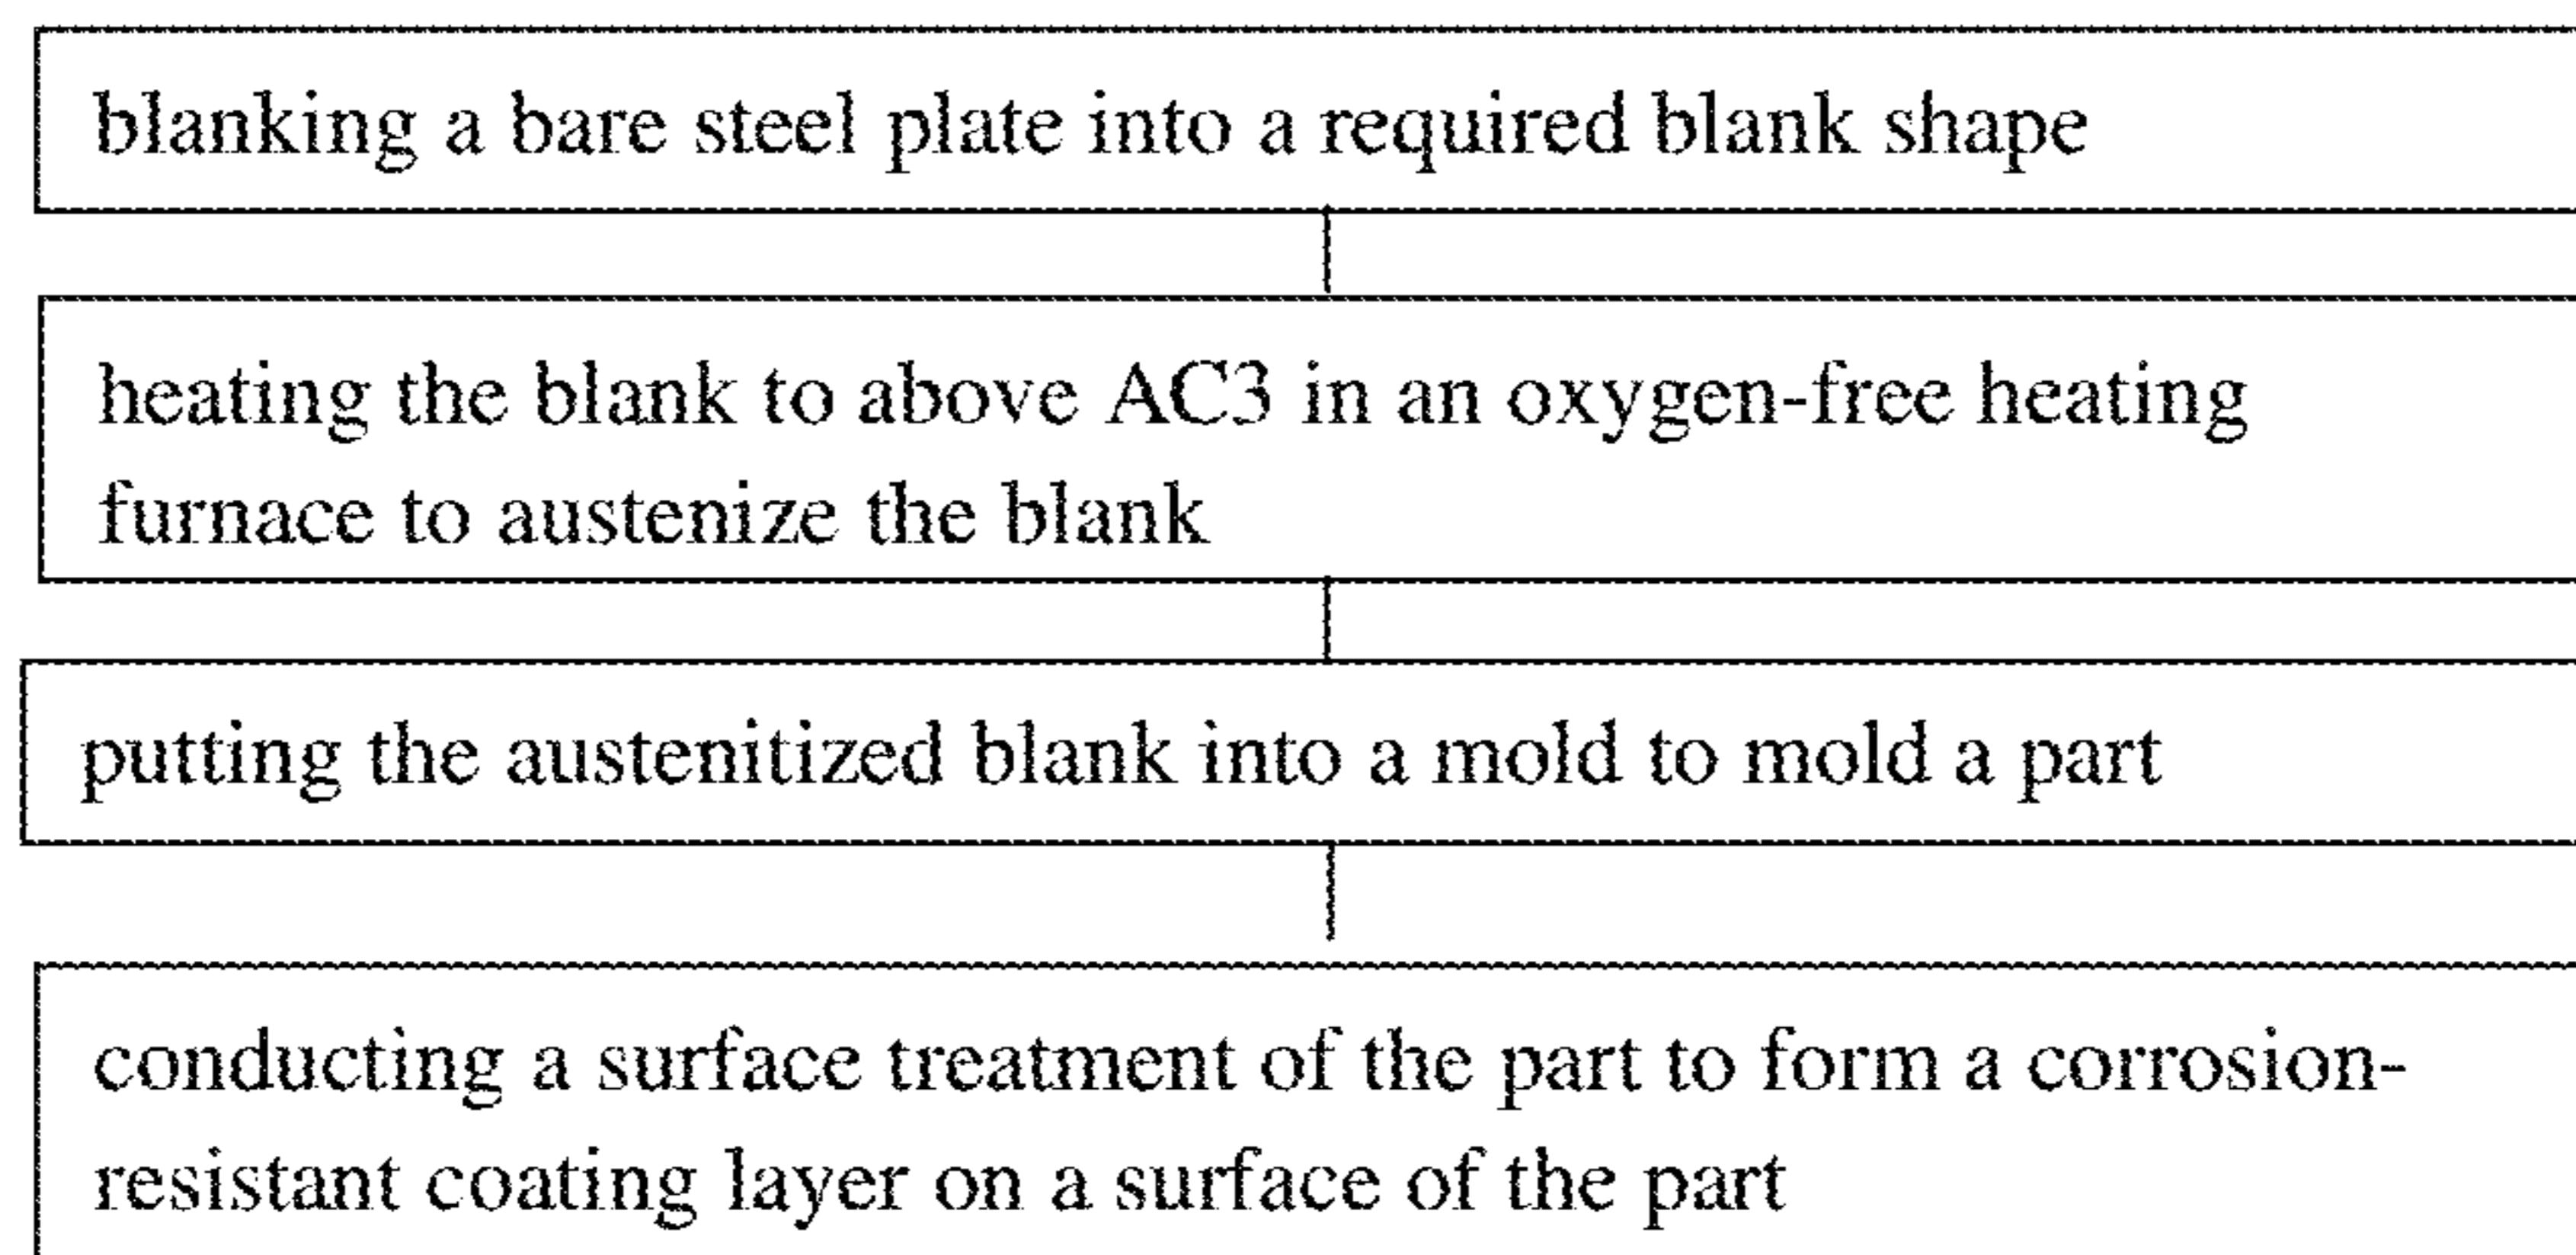 blanking a bare steel plate into a required blank shape
heating the blank to above AC3 in an oxygen-free heating
furnace to austenize the blank
putting the austenitized blank into a mold to mold a part
conducting a surface treatment of the part to form a corrosion-
resistant coating layer on a surface of the part